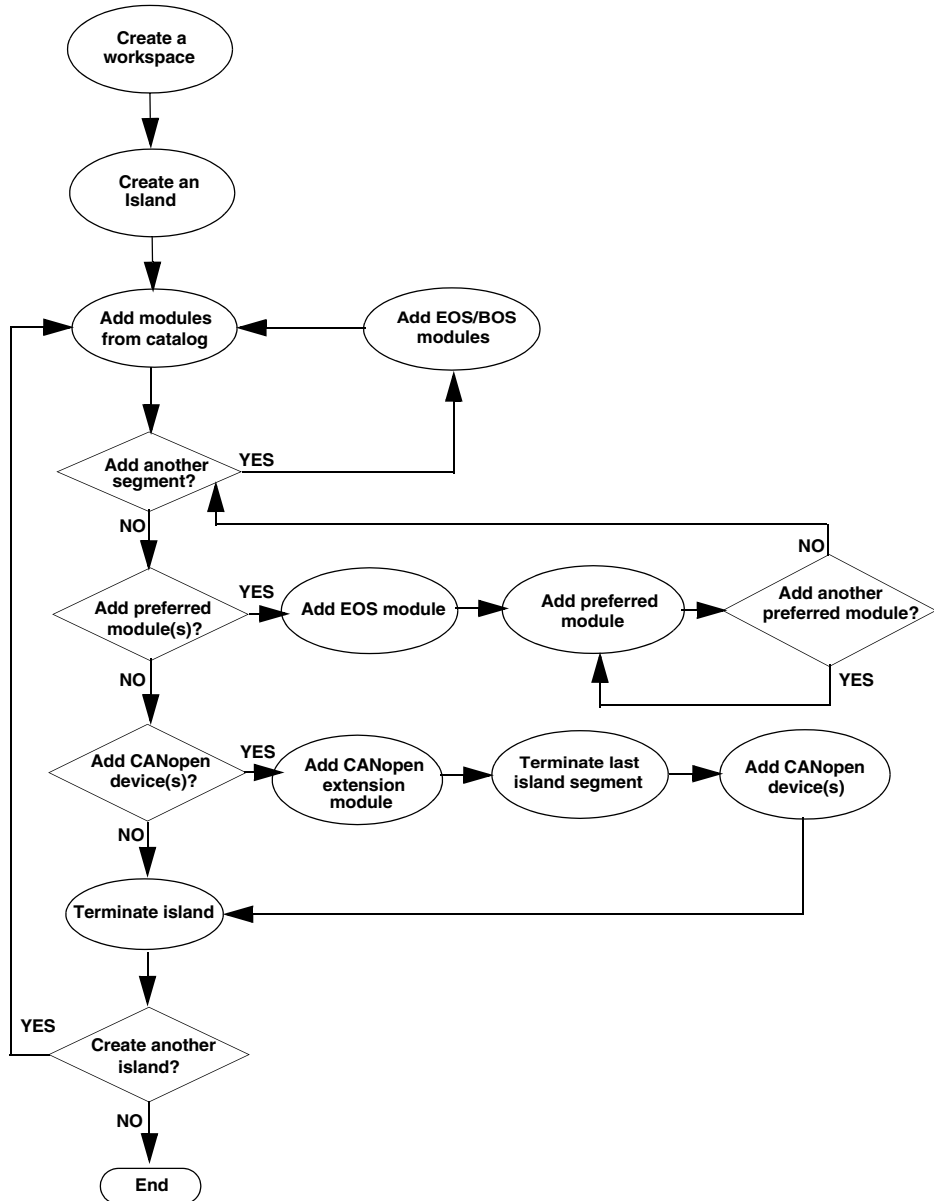 Create a
workspace
Create an
Island
Add modules
from catalog
Add EOS/BOS
modules
Add another
segment?
YES
NO
NO
Add preferred
module(s)?
YES
Add EOS module
Add preferred
module
Add another
preferred module?
NO
YES
Add CANopen
device(s)?
YES
Add CANopen
extension
module
Terminate last
island segment
Add CANopen
device(s)
NO
Terminate island
YES
Create another
island?
NO
End